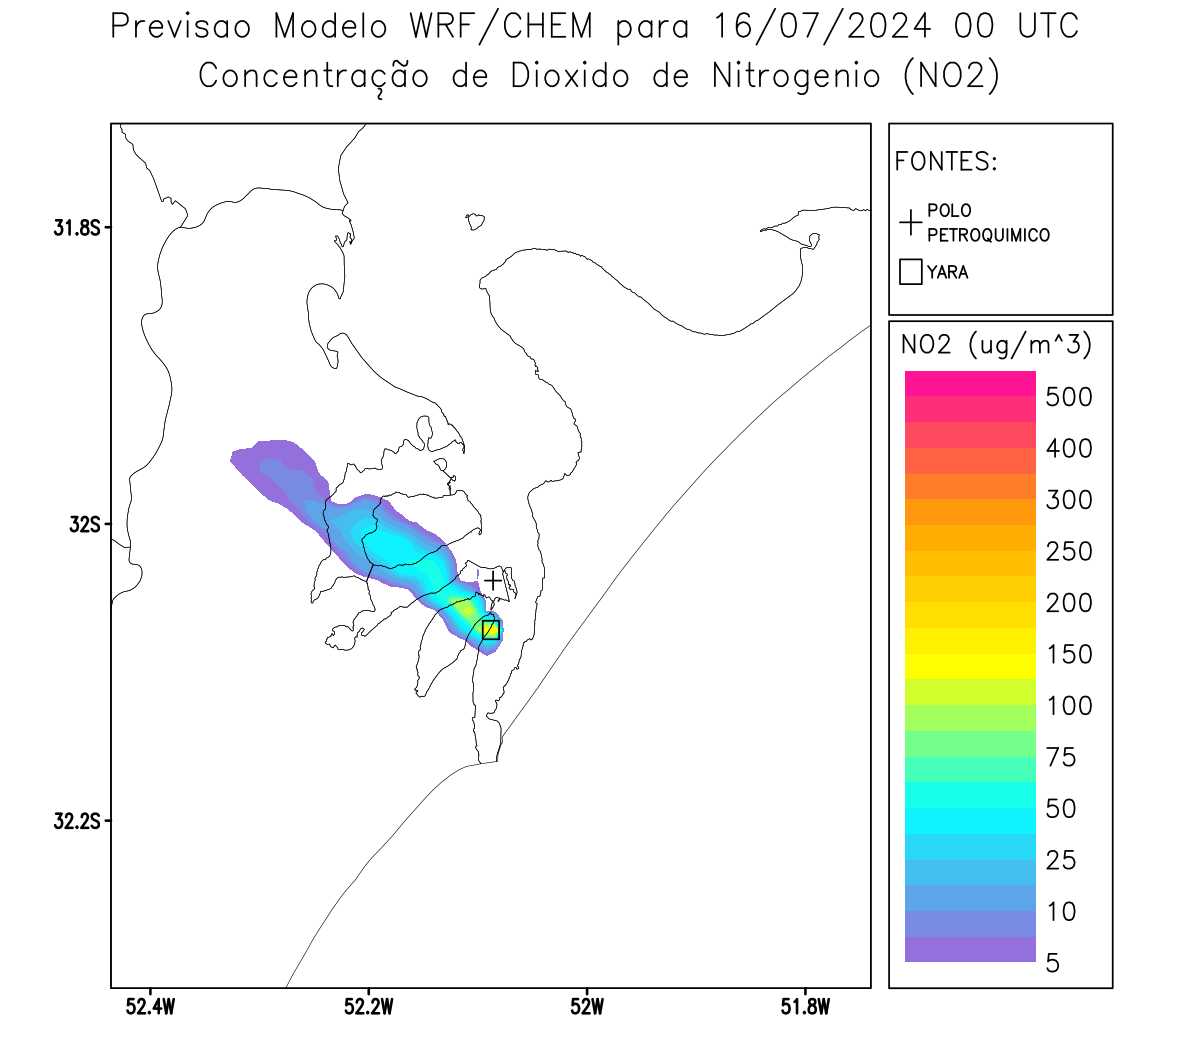 Previsao Modelo WRF/CHEM para 16/07/2024 00 UTC
Concentração de Dioxido de Nitrogenio (NO2)
FONTES:
POLO
PETROQUIMICO
YARA
31.8S
32S
32.2S
52.4W
52.2W
52W
51.8W
NO2 (ug/m^3)
500
400
300
250
200
150
100
75
50
25
10
5